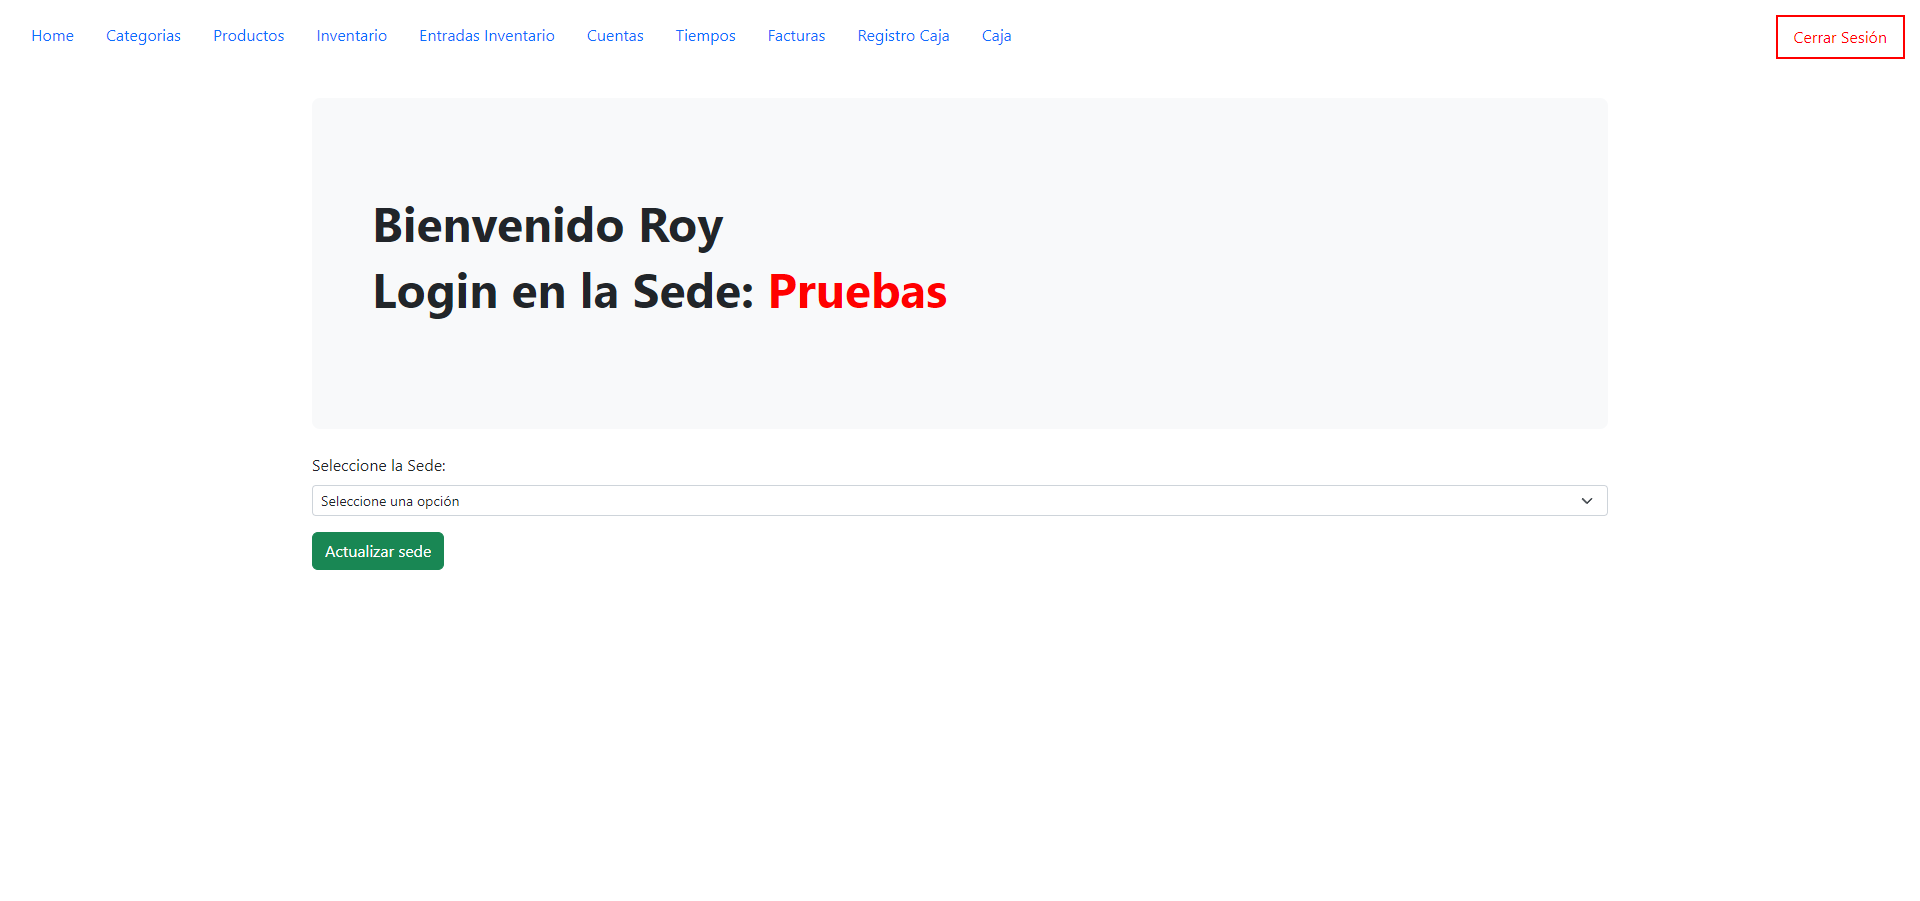 Home Categorias Productos Inventario Entradas Inventario Cuentas Tiempos Facturas Registro Caja Caja Cerrar Sesión
Bienvenido Roy
Login en la Sede: Pruebas
Seleccione la Sede:
Seleccione una opción
Actualizar sede